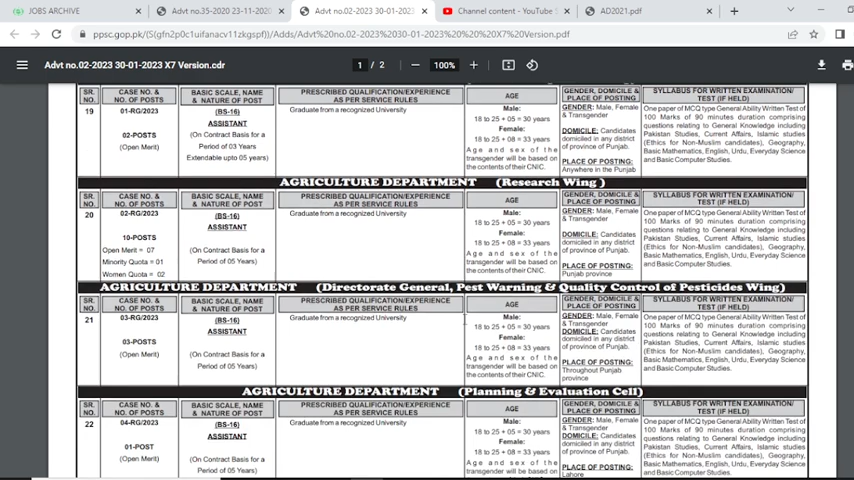 JOBS ARCHIVE
Advt no.35-2020 23-11-2020
Advt no.02-2023 30-01-2023
Channel content - YouTube S
AD2021.pdf
ppsc.gop.pk/(S(gfn2p0c1uifanacv11zkgspf))/Adds/Advt%20no.02-2023%2030-01-2023%20%20%20X7%20Version.pdf
Advt no.02-2023 30-01-2023 X7 Version.cdr
1 / 2
100%
SR. NO.
CASE NO. & NO. OF POSTS
BASIC SCALE, NAME & NATURE OF POST
PRESCRIBED QUALIFICATION/EXPERIENCE AS PER SERVICE RULES
AGE
GENDER, DOMICILE & PLACE OF POSTING
SYLLABUS FOR WRITTEN EXAMINATION/ TEST (IF HELD)
19
01-RG/2023
02-POSTS
(Open Merit)
(BS-16)
ASSISTANT
(On Contract Basis for a
Period of 03 Years
Extendable upto 05 years)
Graduate from a recognized University
Male:
18 to 25 + 05 = 30 years
Female:
18 to 25 + 08 = 33 years
Age and sex of the
transgender will be based on
the contents of their CNIC.
GENDER: Male, Female
& Transgender
DOMICILE: Candidates
domiciled in any district
of province of Punjab.
PLACE OF POSTING:
Anywhere in the Punjab
One paper of MCQ type General Ability Written Test of
100 Marks of 90 minutes duration comprising
questions relating to General Knowledge including
Pakistan Studies, Current Affairs, Islamic studies
(Ethics for Non-Muslim candidates), Geography,
Basic Mathematics, English, Urdu, Everyday Science
and Basic Computer Studies.
AGRICULTURE DEPARTMENT (Research Wing )
SR. NO.
CASE NO. & NO. OF POSTS
BASIC SCALE, NAME & NATURE OF POST
PRESCRIBED QUALIFICATION/EXPERIENCE AS PER SERVICE RULES
AGE
GENDER, DOMICILE & PLACE OF POSTING
SYLLABUS FOR WRITTEN EXAMINATION/ TEST (IF HELD)
20
02-RG/2023
10-POSTS
Open Merit = 07
Minority Quota = 01
Women Quota = 02
(BS-16)
ASSISTANT
(On Contract Basis for a
Period of 05 Years)
Graduate from a recognized University
Male:
18 to 25 + 05 = 30 years
Female:
18 to 25 + 08 = 33 years
Age and sex of the
transgender will be based on
the contents of their CNIC.
GENDER: Male, Female
& Transgender
DOMICILE: Candidates
domiciled in any district
of province of Punjab.
PLACE OF POSTING:
Punjab province
One paper of MCQ type General Ability Written Test of
100 Marks of 90 minutes duration comprising
questions relating to General Knowledge including
Pakistan Studies, Current Affairs, Islamic studies
(Ethics for Non-Muslim candidates), Geography,
Basic Mathematics, English, Urdu, Everyday Science
and Basic Computer Studies.
AGRICULTURE DEPARTMENT (Directorate General, Pest Warning & Quality Control of Pesticides Wing)
SR. NO.
CASE NO. & NO. OF POSTS
BASIC SCALE, NAME & NATURE OF POST
PRESCRIBED QUALIFICATION/EXPERIENCE AS PER SERVICE RULES
AGE
GENDER, DOMICILE & PLACE OF POSTING
SYLLABUS FOR WRITTEN EXAMINATION/ TEST (IF HELD)
21
03-RG/2023
03-POSTS
(Open Merit)
(BS-16)
ASSISTANT
(On Contract Basis for a
Period of 05 Years)
Graduate from a recognized University
Male:
18 to 25 + 05 = 30 years
Female:
18 to 25 + 08 = 33 years
Age and sex of the
transgender will be based on
the contents of their CNIC.
GENDER: Male, Female
& Transgender
DOMICILE: Candidates
domiciled in any district
of province of Punjab.
PLACE OF POSTING:
Throughout Punjab
province
One paper of MCQ type General Ability Written Test of
100 Marks of 90 minutes duration comprising
questions relating to General Knowledge including
Pakistan Studies, Current Affairs, Islamic studies
(Ethics for Non-Muslim candidates), Geography,
Basic Mathematics, English, Urdu, Everyday Science
and Basic Computer Studies.
AGRICULTURE DEPARTMENT (Planning & Evaluation Cell)
SR. NO.
CASE NO. & NO. OF POSTS
BASIC SCALE, NAME & NATURE OF POST
PRESCRIBED QUALIFICATION/EXPERIENCE AS PER SERVICE RULES
AGE
GENDER, DOMICILE & PLACE OF POSTING
SYLLABUS FOR WRITTEN EXAMINATION/ TEST (IF HELD)
22
04-RG/2023
01-POST
(Open Merit)
(BS-16)
ASSISTANT
(On Contract Basis for a
Period of 05 Years)
Graduate from a recognized University
Male:
18 to 25 + 05 = 30 years
Female:
18 to 25 + 08 = 33 years
Age and sex of the
transgender will be based on
GENDER: Male, Female
& Transgender
DOMICILE: Candidates
domiciled in any district
of province of Punjab.
PLACE OF POSTING:
Lahore
One paper of MCQ type General Ability Written Test of
100 Marks of 90 minutes duration comprising
questions relating to General Knowledge including
Pakistan Studies, Current Affairs, Islamic studies
(Ethics for Non-Muslim candidates), Geography,
Basic Mathematics, English, Urdu, Everyday Science